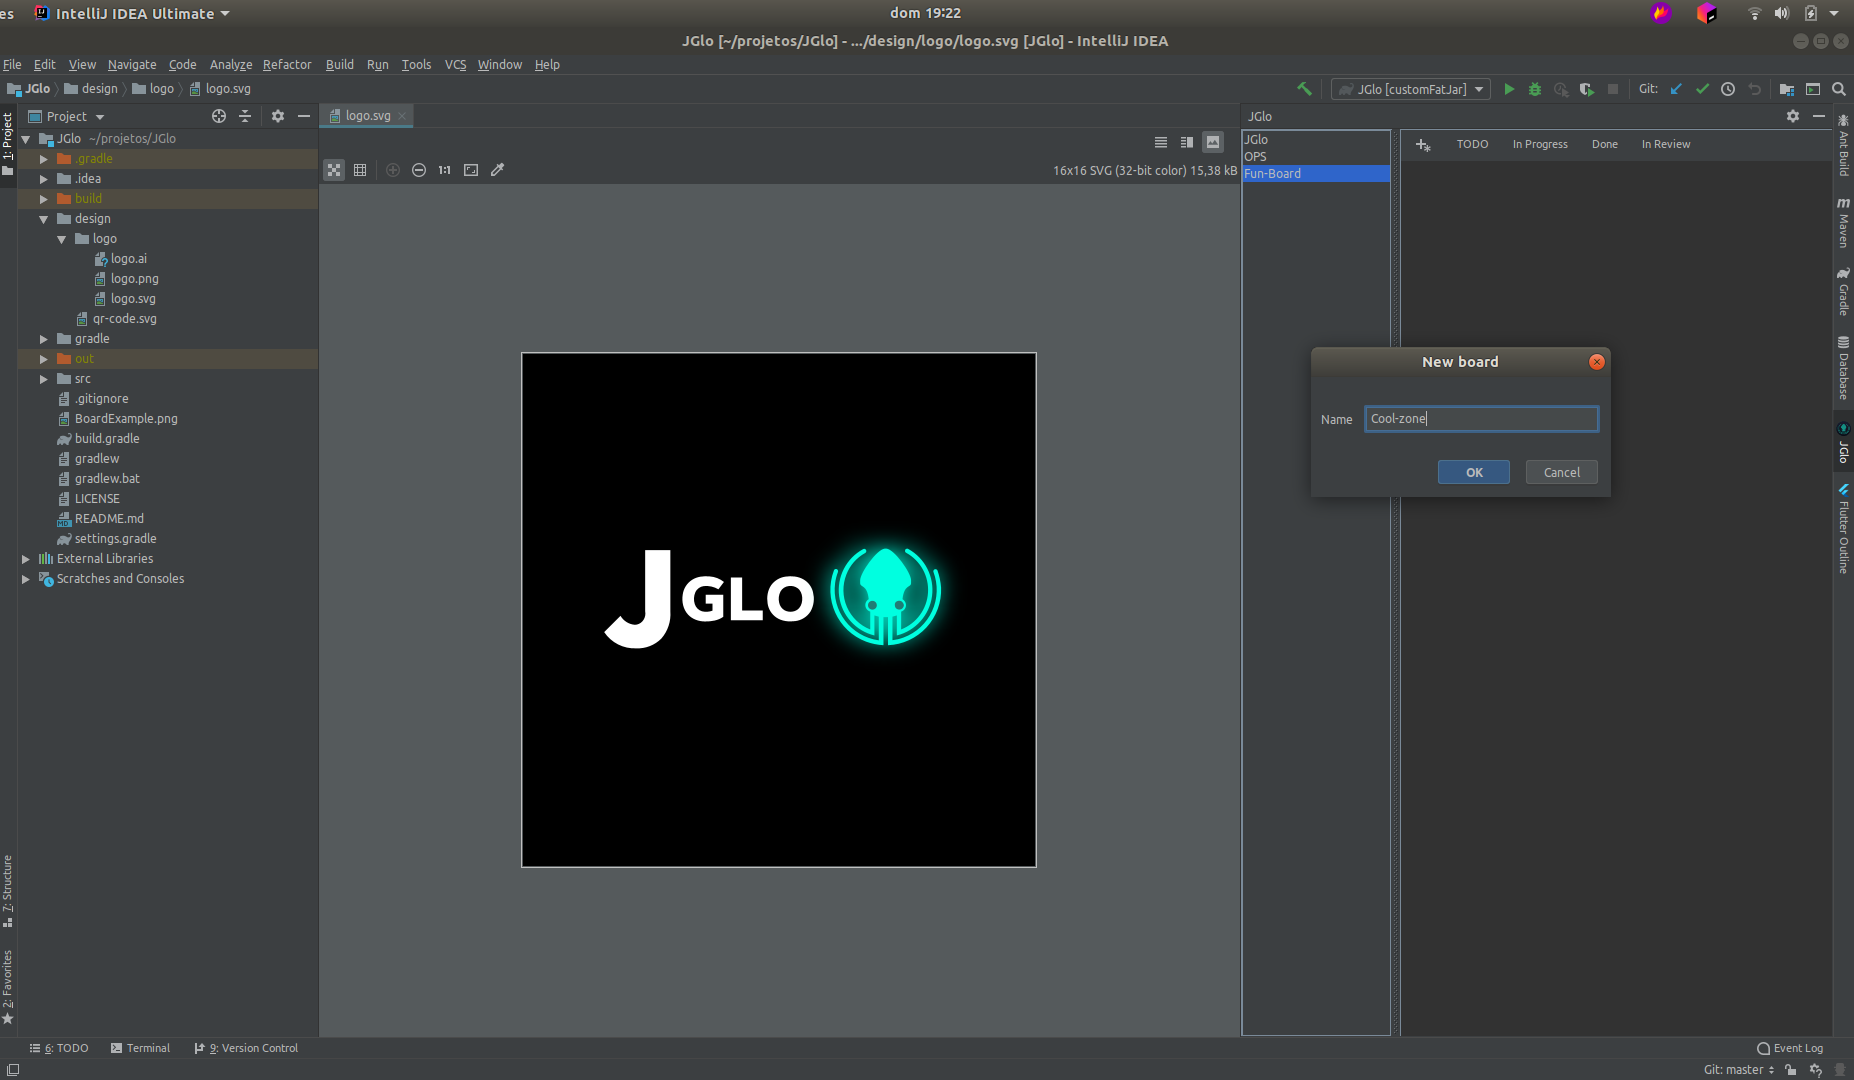 es IntelliJ IDEA Ultimate dom 19:22
JGlo [~/projetos/JGlo] - .../design/logo/logo.svg [JGlo] - IntelliJ IDEA
File Edit View Navigate Code Analyze Refactor Build Run Tools VCS Window Help
JGlo design logo logo.svg JGlo [customFatJar] Git:
1: Project
7: Structure
2: Favorites
Project
JGlo ~/projetos/JGlo
.gradle
.idea
build
design
logo
logo.ai
logo.png
logo.svg
qr-code.svg
gradle
out
src
.gitignore
BoardExample.png
build.gradle
gradlew
gradlew.bat
LICENSE
README.md
settings.gradle
External Libraries
Scratches and Consoles
logo.svg
1:1 16x16 SVG (32-bit color) 15,38 kB
JGLO
JGlo
JGlo
OPS
Fun-Board
TODO In Progress Done In Review
New board
Name Cool-zone
OK Cancel
Ant Build
Maven
Gradle
Database
JGlo
Flutter Outline
6: TODO Terminal 9: Version Control Event Log
Git: master